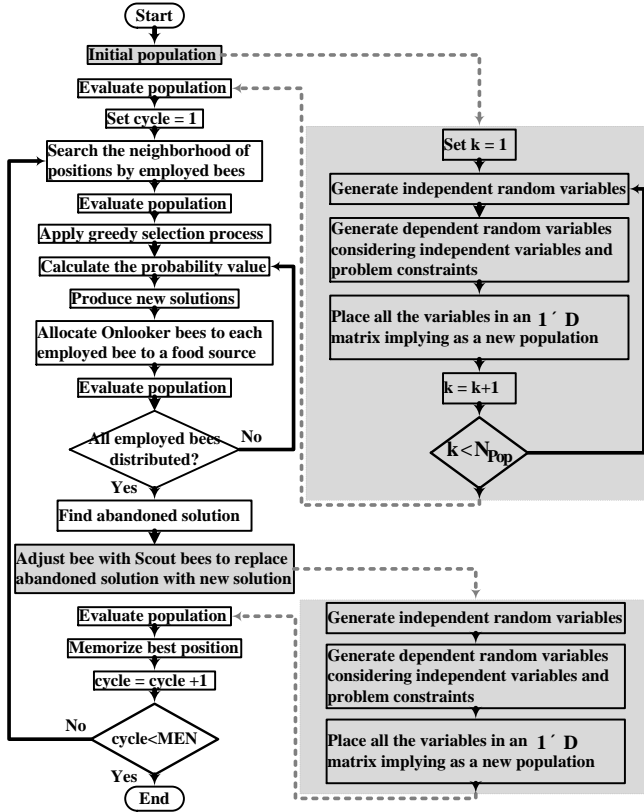 Start
Initial population
Evaluate population
Set cycle = 1
Search the neighborhood of
positions by employed bees
Evaluate population
Apply greedy selection process
Calculate the probability value
Produce new solutions
Allocate Onlooker bees to each
employed bee to a food source
Evaluate population
All employed bees
distributed?
No
Yes
Find abandoned solution
Adjust bee with Scout bees to replace
abandoned solution with new solution
Evaluate population
Memorize best position
cycle = cycle +1
No
cycle<MEN
Yes
End
Set k = 1
Generate independent random variables
Generate dependent random variables
considering independent variables and
problem constraints
Place all the variables in an 1´ D
matrix implying as a new population
k = k+1
k<NPop
Generate independent random variables
Generate dependent random variables
considering independent variables and
problem constraints
Place all the variables in an 1´ D
matrix implying as a new population